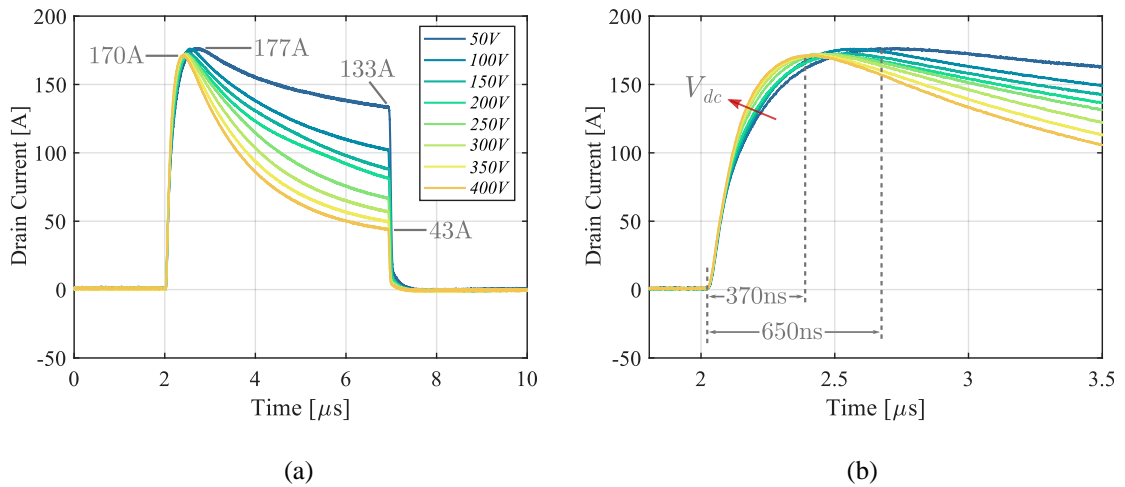 200
150
100
50
0
-50
Drain Current [A]
0
2
4
6
8
10
Time [μs]
170A
177A
133A
43A
50V
100V
150V
200V
250V
300V
350V
400V
(a)
200
150
100
50
0
-50
Drain Current [A]
2
2.5
3
3.5
Time [μs]
V_dc
370ns
650ns
(b)